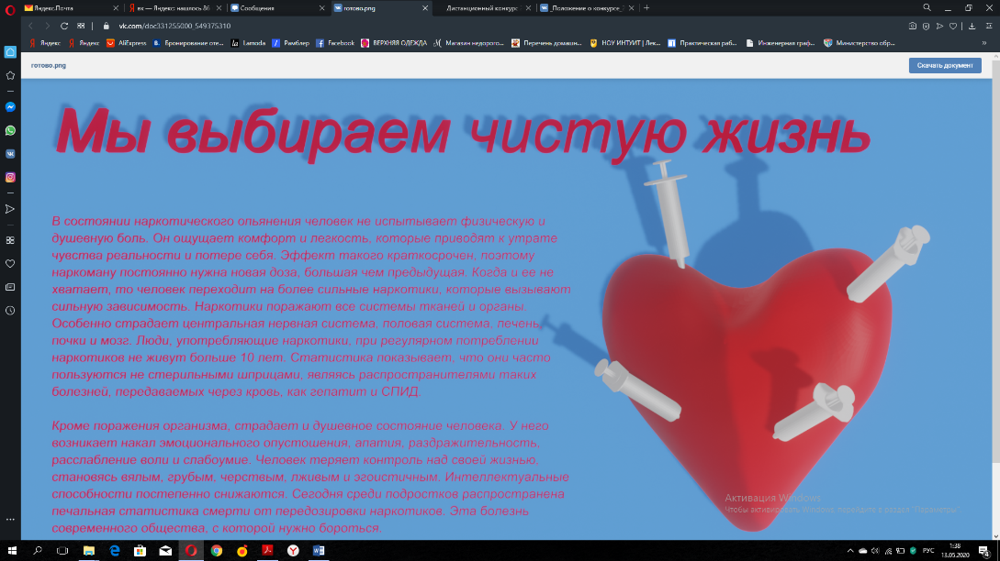 Яндекс.Почта
вк — Яндекс: нашлось 86
Сообщения
готово.png
Дистанционный конкурс
Положение о конкурсе_
vk.com/doc331255000_549375310
Яндекс
Яндекс
AliExpress
Бронирование оте...
Lamoda
Рамблер
Facebook
ВЕРХНЯЯ ОДЕЖДА
Магазин недорого...
Перечень домашн...
НОУ ИНТУИТ | Лек...
Практическая раб...
Инженерная граф...
Министерство обр...
готово.png
Скачать документ
Мы выбираем чистую жизнь
В состоянии наркотического опьянения человек не испытывает физическую и
душевную боль. Он ощущает комфорт и легкость, которые приводят к утрате
чувства реальности и потере себя. Эффект такого краткосрочен, поэтому
наркоману постоянно нужна новая доза, большая чем предыдущая. Когда и ее не
хватает, то человек переходит на более сильные наркотики, которые вызывают
сильную зависимость. Наркотики поражают все системы тканей и органы.
Особенно страдает центральная нервная система, половая система, печень,
почки и мозг. Люди, употребляющие наркотики, при регулярном потреблении
наркотиков не живут больше 10 лет. Статистика показывает, что они часто
пользуются не стерильными шприцами, являясь распространителями таких
болезней, передаваемых через кровь, как гепатит и СПИД.
Кроме поражения организма, страдает и душевное состояние человека. У него
возникает накал эмоционального опустошения, апатия, раздражительность,
расслабление воли и слабоумие. Человек теряет контроль над своей жизнью,
становясь вялым, грубым, черствым, лживым и эгоистичным. Интеллектуальные
способности постепенно снижаются. Сегодня среди подростков распространена
печальная статистика смерти от передозировки наркотиков. Эта болезнь
современного общества, с которой нужно бороться.
Активация Windows
Чтобы активировать Windows, перейдите в раздел "Параметры".
РУС
1:38
13.05.2020
4